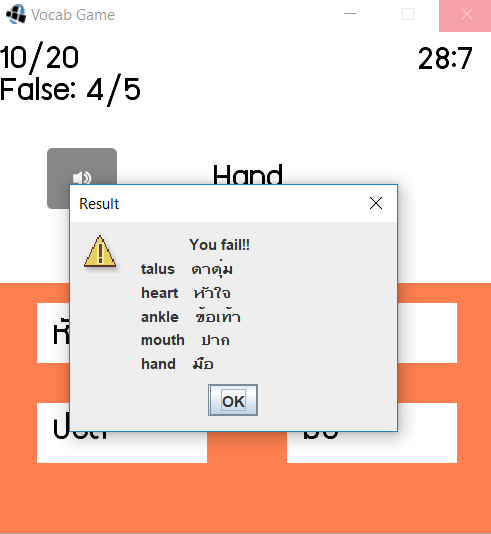 Vocab Game
10/20
28:7
False: 4/5
Hand
Result
You fail!!
talus ตาตุ่ม
heart หัวใจ
ankle ข้อเท้า
mouth ปาก
hand มือ
OK